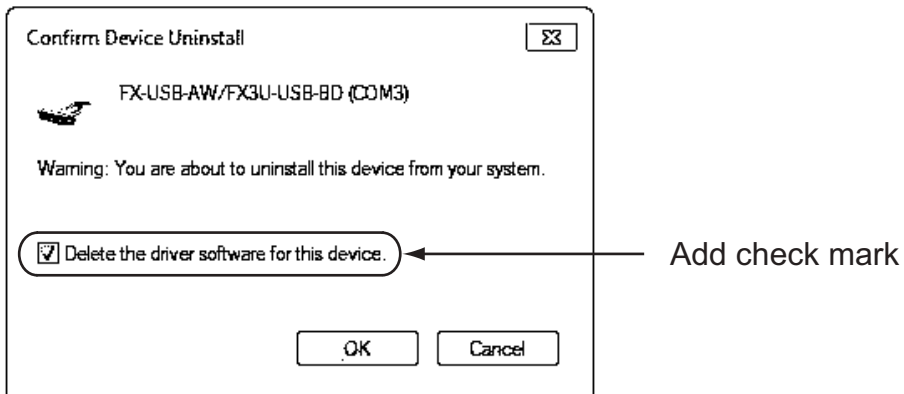 Confirm Device Uninstall
FX-USB-AW/FX3U-USB-BD (COM3)
Warning: You are about to uninstall this device from your system.
Delete the driver software for this device.
Add check mark
OK Cancel